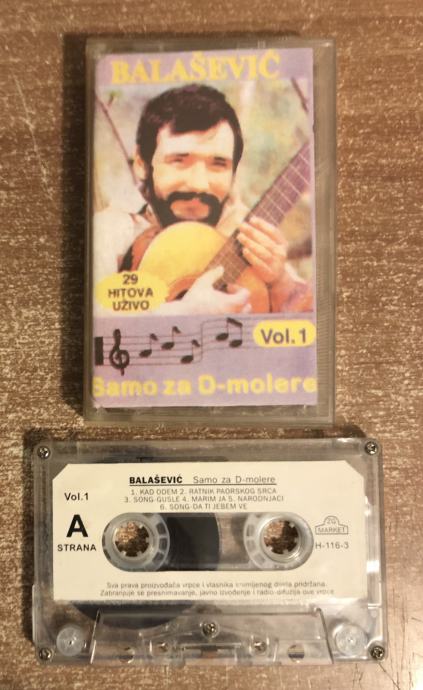 BALAŠEVIĆ
29
HITOVA
UŽIVO
Vol.1
Samo za D-molere
BALAŠEVIĆ Samo za D-molere
Vol.1
1. KAD ODEM 2. RATNIK PAORSKOG SRCA
3. SONG-GUSLE 4. MARIM JA 5. NARODNJACI
6. SONG-DA TI JEBEM VE
A
STRANA
MARKET
H-116-3
Sva prava proizvođača vrpce i vlasnika snimljenog dijela pridržana.
Zabranjuje se presnimavanje, javno izvođenje i radio-difuzija ove vrpce